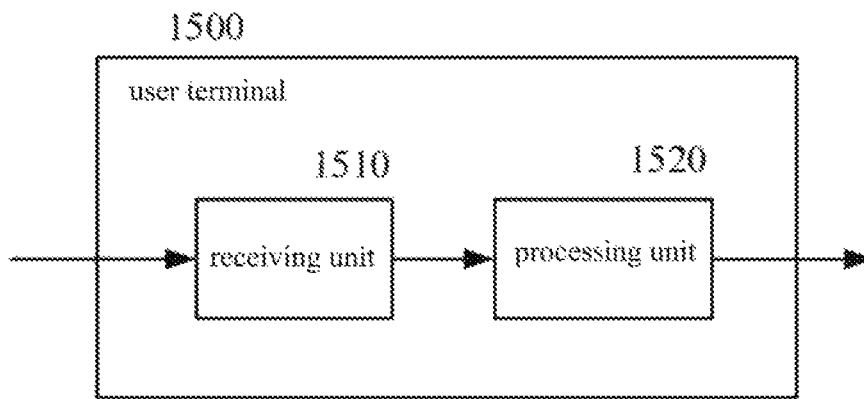 1500
user terminal
1510
1520
receiving unit
processing unit